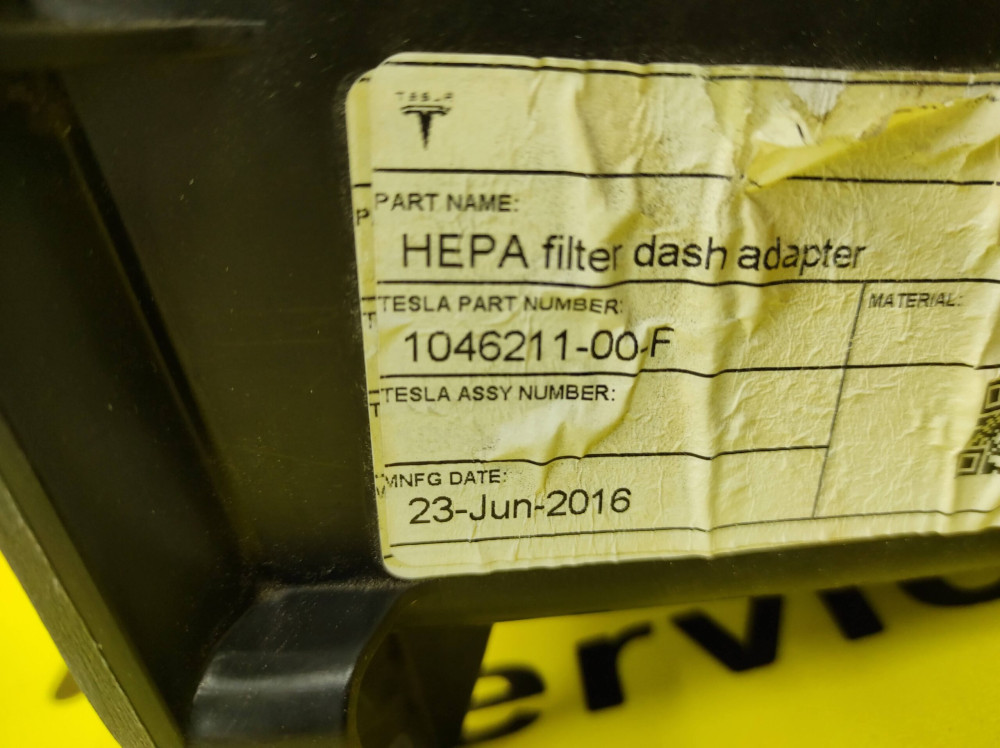 TESLA
PART NAME:
P
HEPA filter dash adapter
TESLA PART NUMBER:
MATERIAL:
T
1046211-00-F
TESLA ASSY NUMBER:
T
MNFG DATE:
23-Jun-2016
ervic